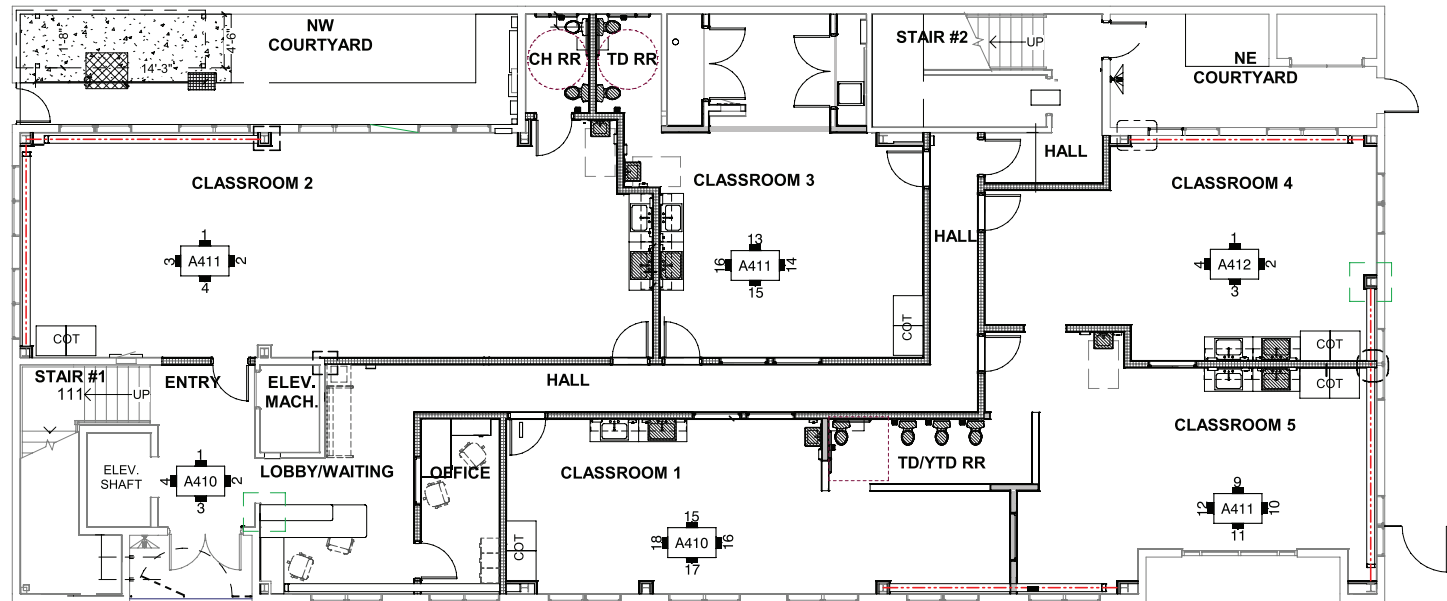 NW
COURTYARD
1'-8"
14'-3"
4'-6"
CH RR
TD RR
STAIR #2
UP
NE
COURTYARD
HALL
CLASSROOM 2
CLASSROOM 3
CLASSROOM 4
HALL
1
3
A411
2
4
13
16
A411
14
15
1
4
A412
2
3
COT
COT
COT
COT
STAIR #1
111
UP
ENTRY
ELEV.
MACH.
HALL
CLASSROOM 5
ELEV.
SHAFT
1
4
A410
2
3
LOBBY/WAITING
OFFICE
CLASSROOM 1
TD/YTD RR
COT
15
18
A410
16
17
9
12
A411
10
11